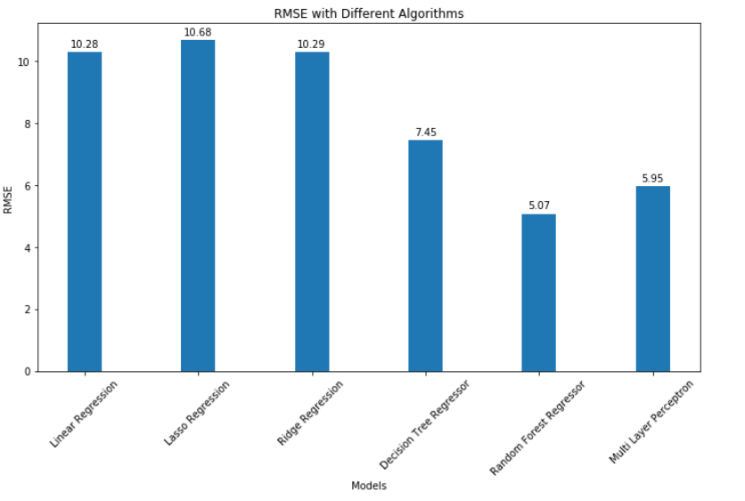 RMSE with Different Algorithms
10.28
10.68
10.29
7.45
5.07
5.95
10
8
6
4
2
0
RMSE
Linear Regression
Lasso Regression
Ridge Regression
Decision Tree Regressor
Random Forest Regressor
Multi Layer Perceptron
Models